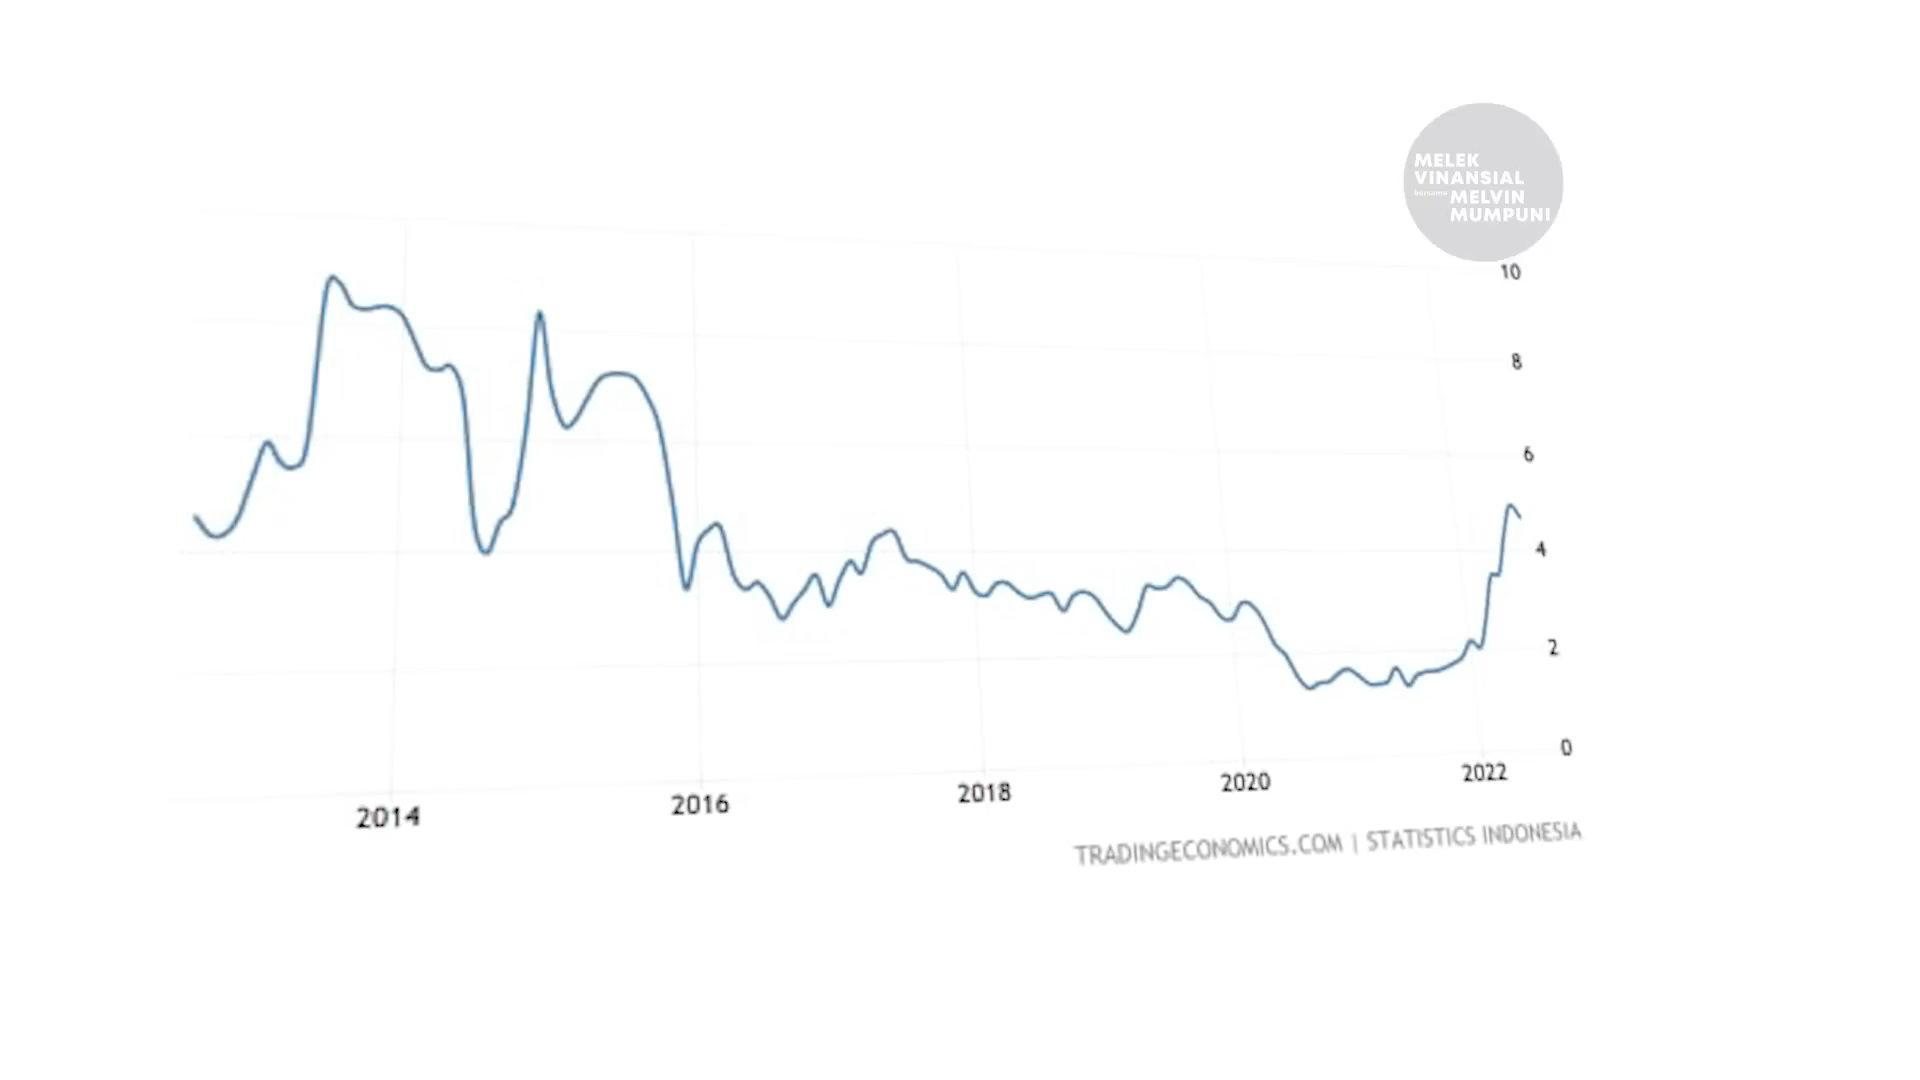 MELEK
VINANSIAL
bersama MELVIN
MUMPUNI
10
8
6
4
2
0
2014
2016
2018
2020
2022
TRADINGECONOMICS.COM | STATISTICS INDONESIA